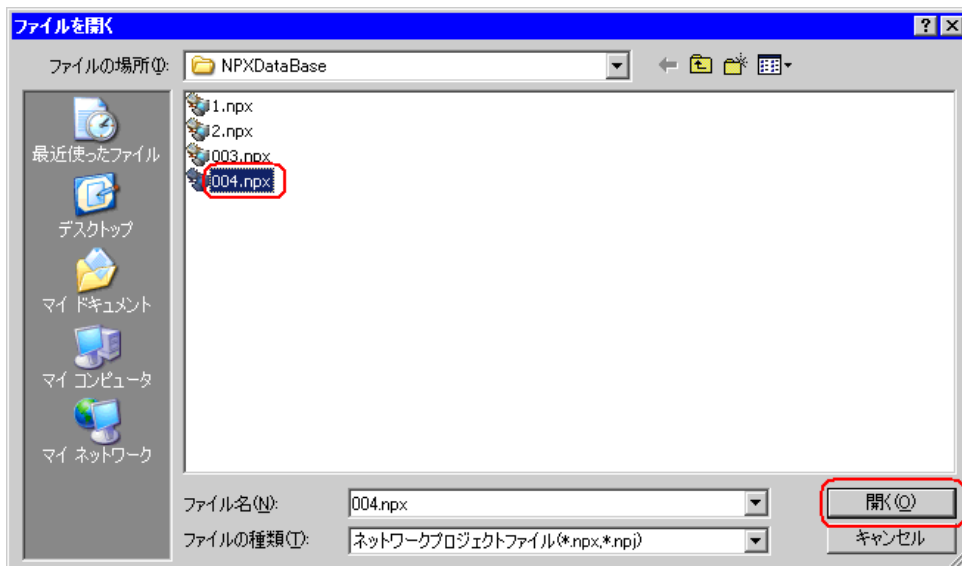 ファイルを開く
ファイルの場所(I): NPXDataBase
1.npx
2.npx
003.npx
004.npx
最近使ったファイル
デスクトップ
マイ ドキュメント
マイ コンピュータ
マイ ネットワーク
ファイル名(N): 004.npx 開く(O)
ファイルの種類(T): ネットワークプロジェクトファイル(*.npx,*.npj) キャンセル